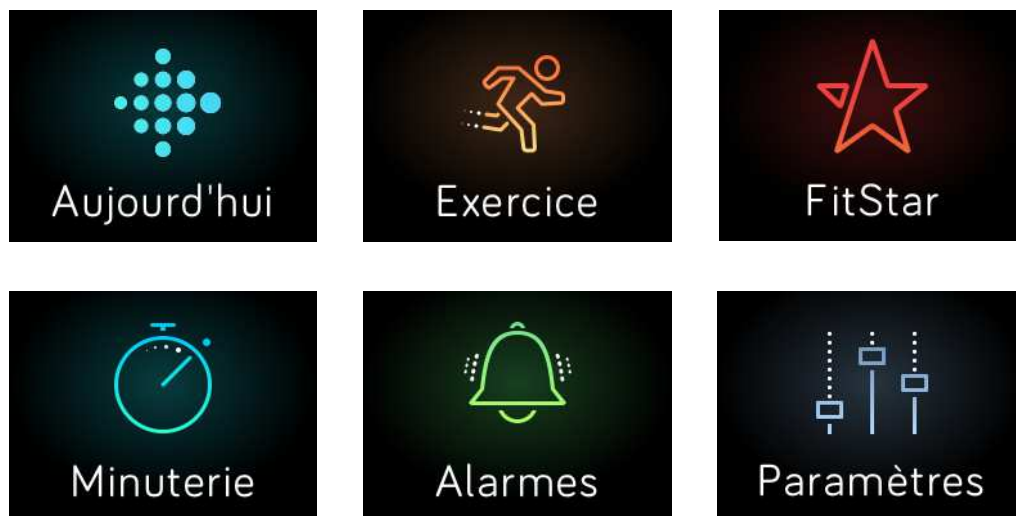 Aujourd'hui
Exercice
FitStar
Minuterie
Alarmes
Paramètres